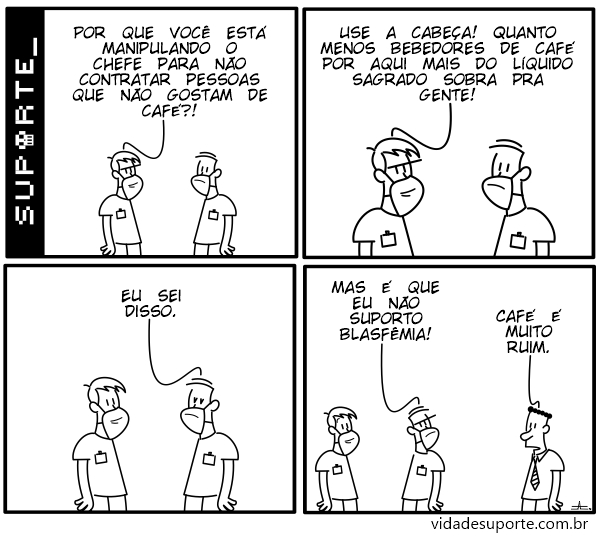 SUPORTE_
POR QUE VOCÊ ESTÁ
MANIPULANDO O
CHEFE PARA NÃO
CONTRATAR PESSOAS
QUE NÃO GOSTAM DE
CAFÉ?!
USE A CABEÇA! QUANTO
MENOS BEBEDORES DE CAFÉ
POR AQUI MAIS DO LÍQUIDO
SAGRADO SOBRA PRA
GENTE!
EU SEI
DISSO.
MAS É QUE
EU NÃO
SUPORTO
BLASFÊMIA!
CAFÉ É
MUITO
RUIM.
vidadesuporte.com.br